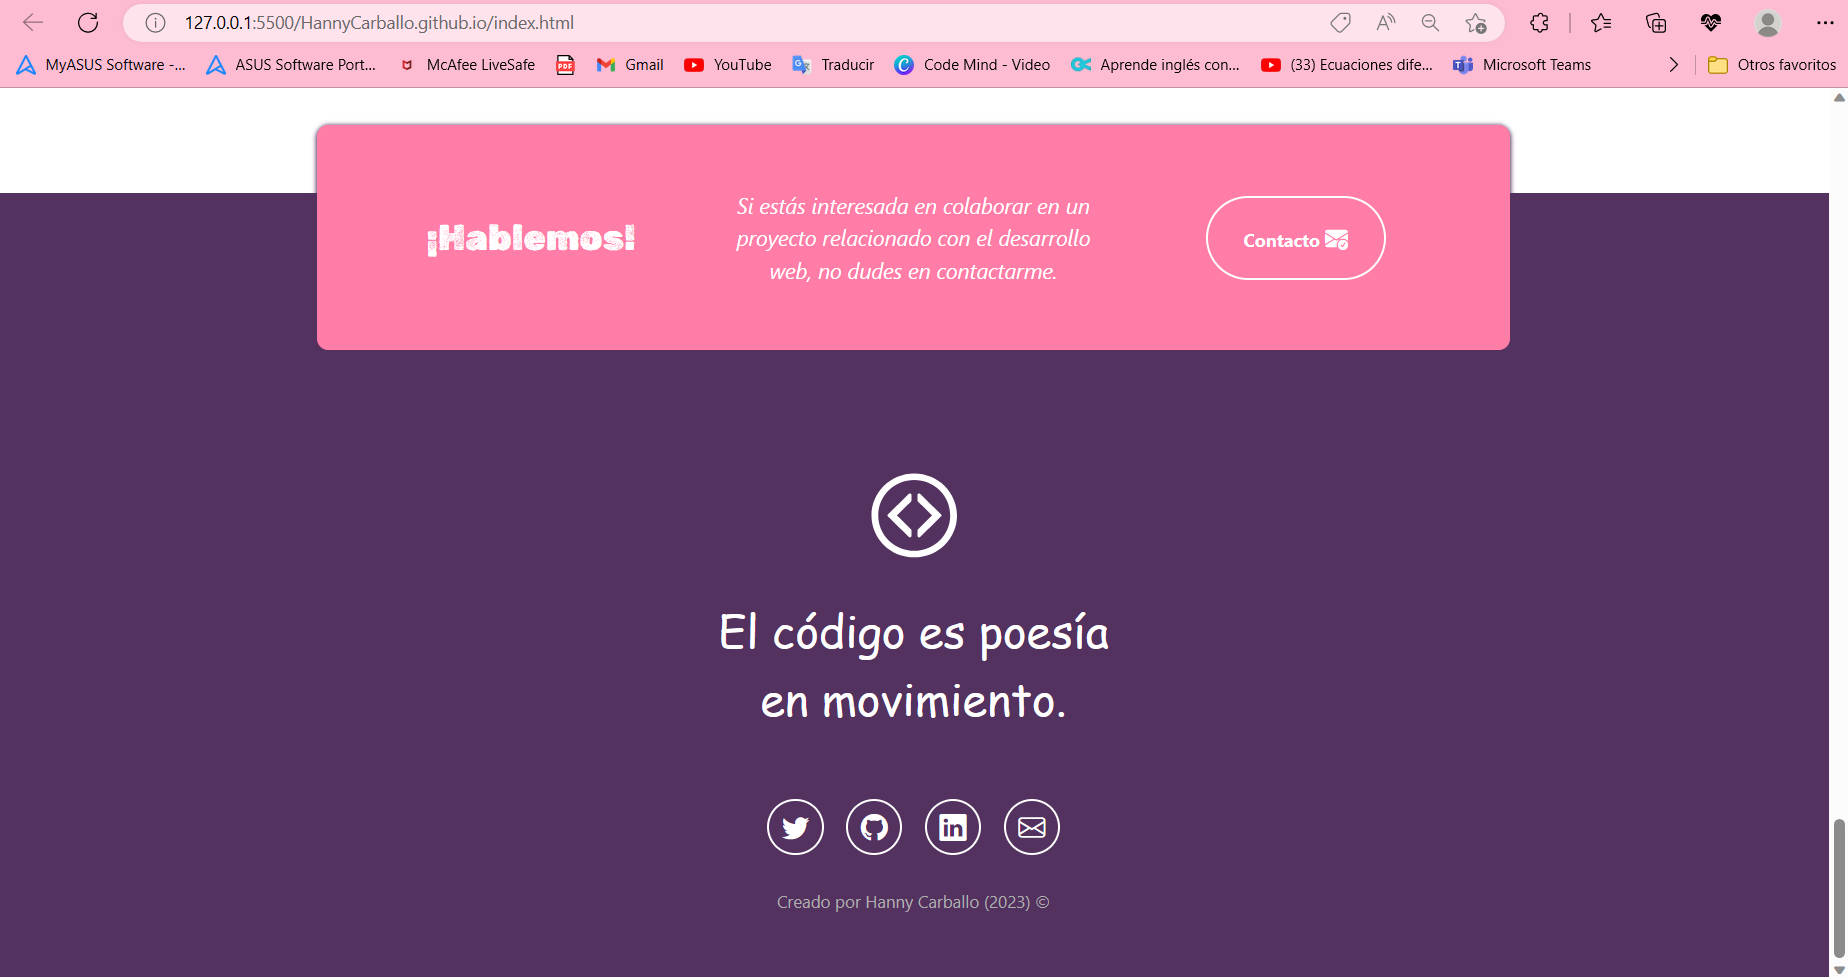 127.0.0.1:5500/HannyCarballo.github.io/index.html
MyASUS Software -... ASUS Software Port... McAfee LiveSafe PDF Gmail YouTube Traducir Code Mind - Video Aprende inglés con... (33) Ecuaciones dife... Microsoft Teams Otros favoritos
¡Hablemos!
Si estás interesada en colaborar en un
proyecto relacionado con el desarrollo
web, no dudes en contactarme.
Contacto
El código es poesía
en movimiento.
Creado por Hanny Carballo (2023) ©